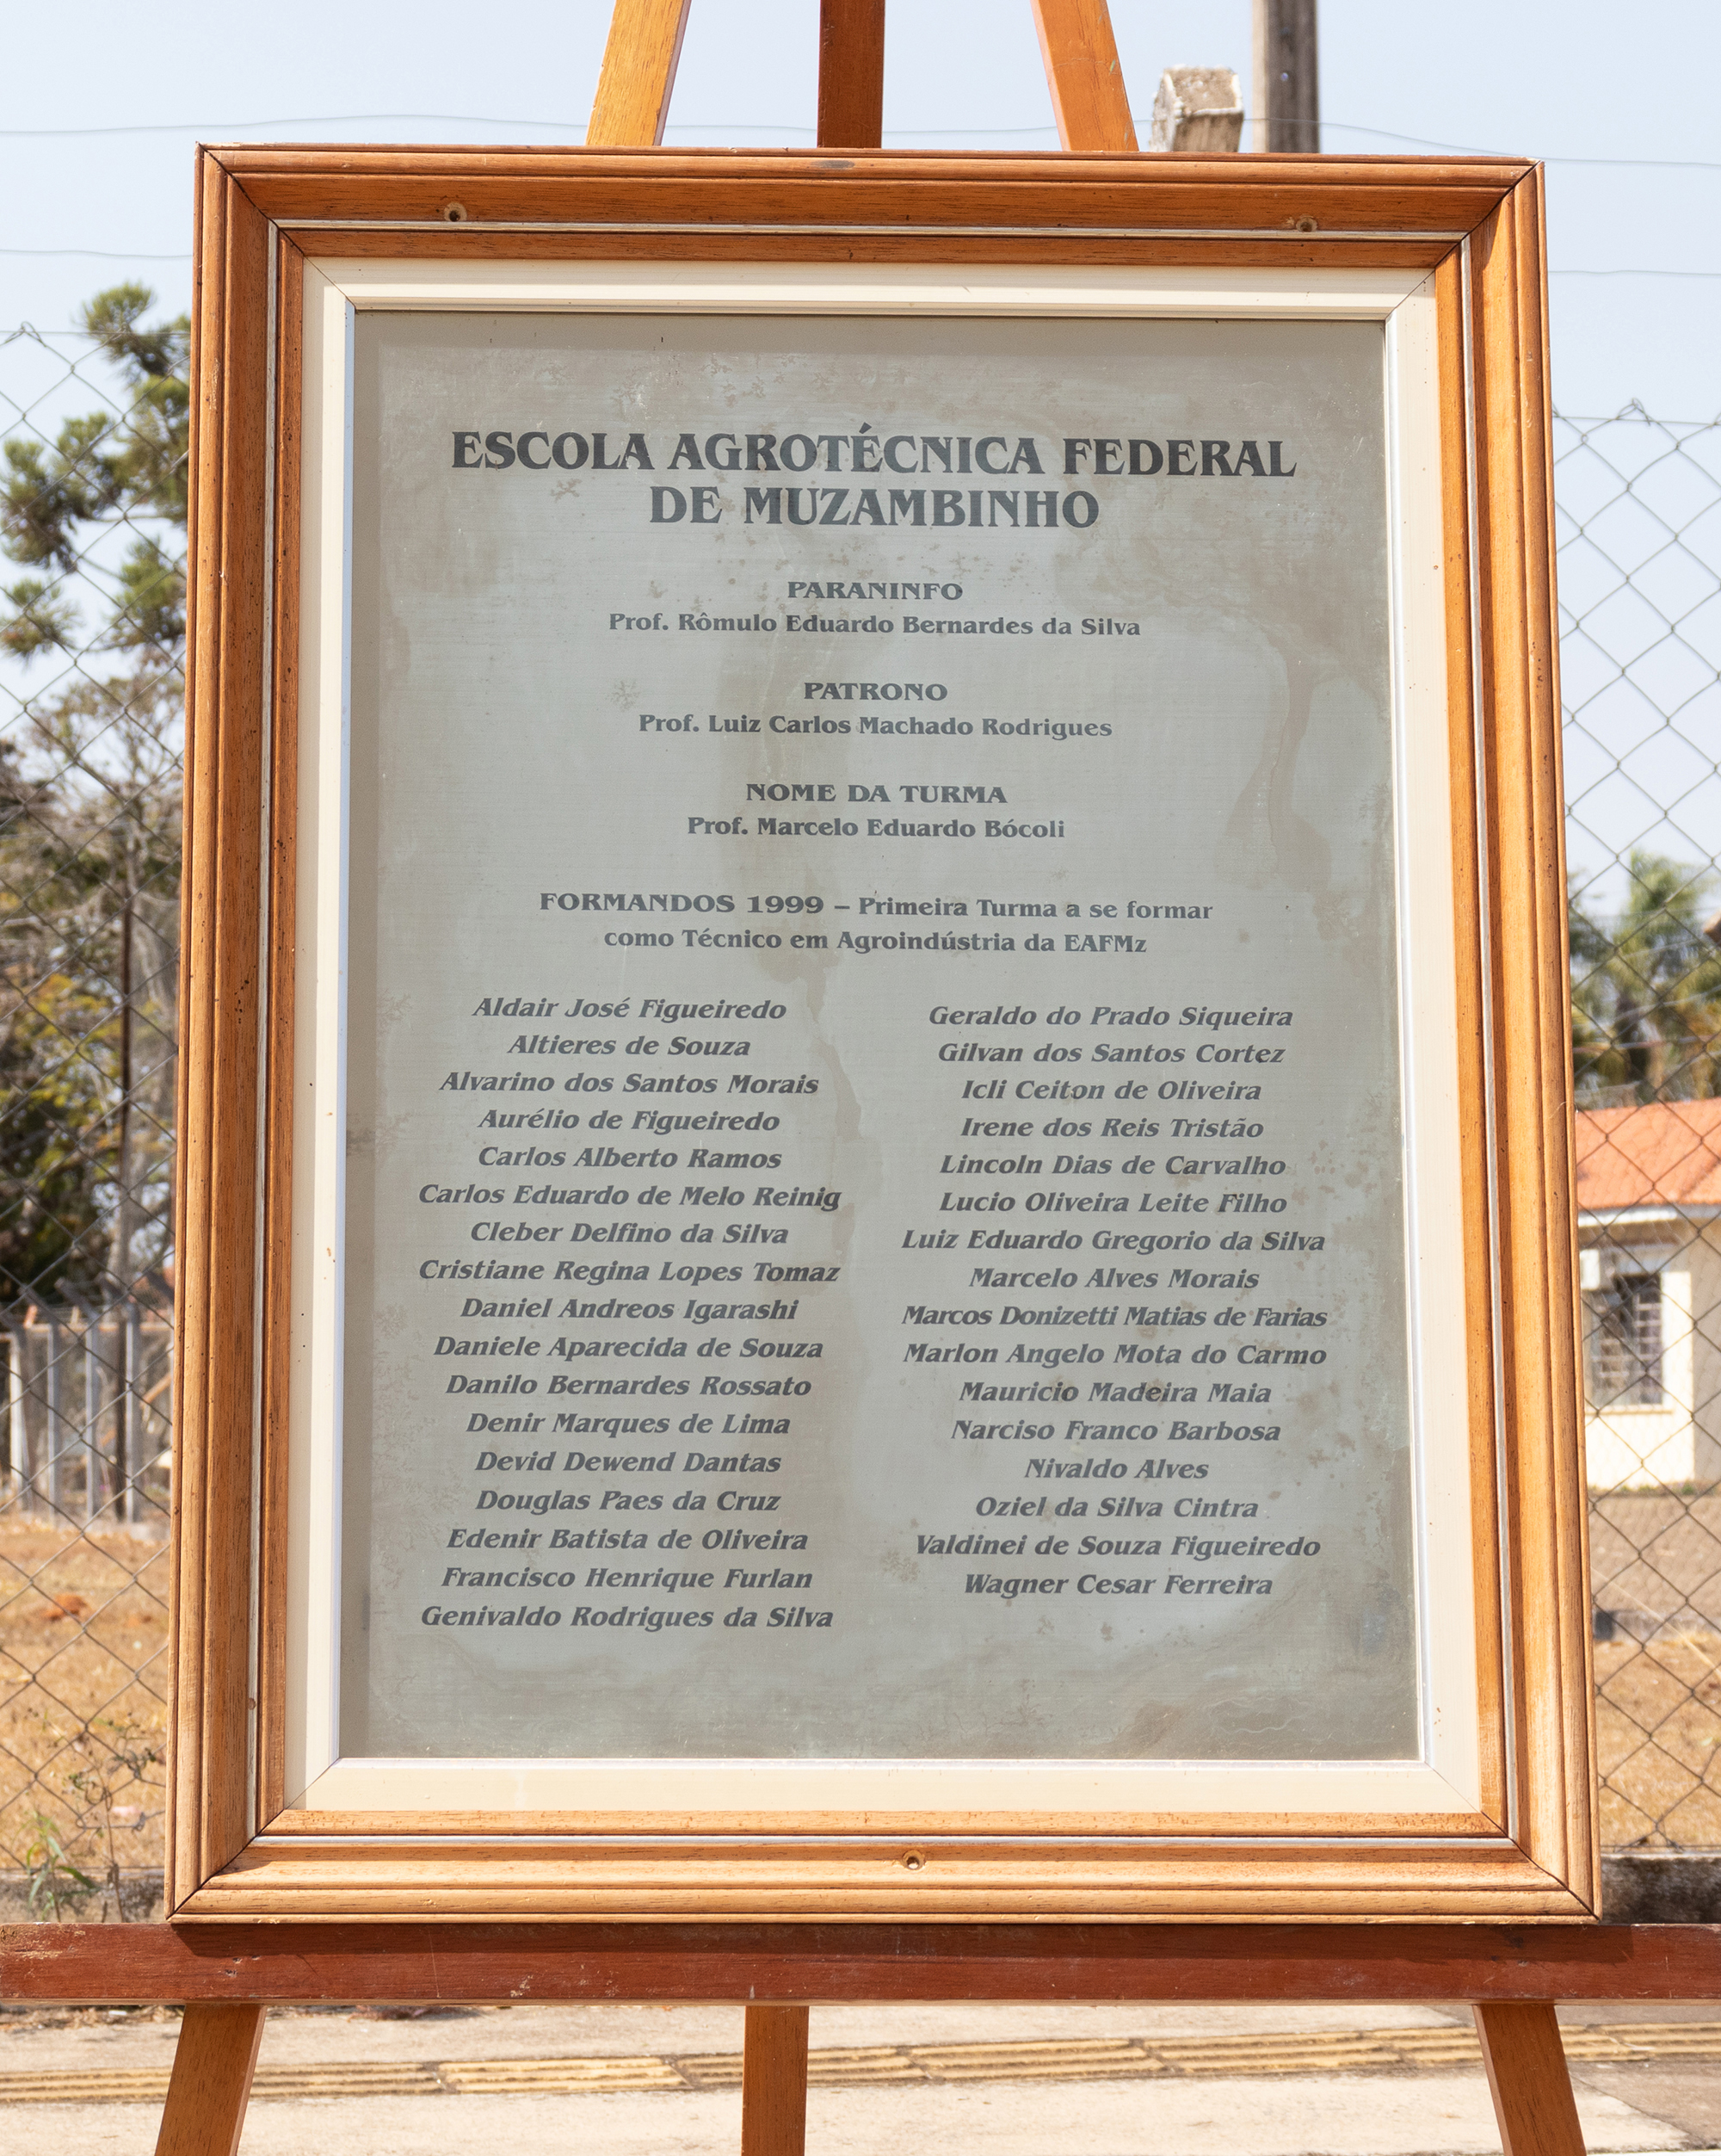 ESCOLA AGROTÉCNICA FEDERAL
DE MUZAMBINHO
PARANINFO
Prof. Rômulo Eduardo Bernardes da Silva
PATRONO
Prof. Luiz Carlos Machado Rodrigues
NOME DA TURMA
Prof. Marcelo Eduardo Bócoli
FORMANDOS 1999 – Primeira Turma a se formar
como Técnico em Agroindústria da EAFMz
Aldair José Figueiredo
Altieres de Souza
Alvarino dos Santos Morais
Aurélio de Figueiredo
Carlos Alberto Ramos
Carlos Eduardo de Melo Reinig
Cleber Delfino da Silva
Cristiane Regina Lopes Tomaz
Daniel Andreos Igarashi
Daniele Aparecida de Souza
Danilo Bernardes Rossato
Denir Marques de Lima
Devid Dewend Dantas
Douglas Paes da Cruz
Edenir Batista de Oliveira
Francisco Henrique Furlan
Genivaldo Rodrigues da Silva
Geraldo do Prado Siqueira
Gilvan dos Santos Cortez
Icli Ceiton de Oliveira
Irene dos Reis Tristão
Lincoln Dias de Carvalho
Lucio Oliveira Leite Filho
Luiz Eduardo Gregorio da Silva
Marcelo Alves Morais
Marcos Donizetti Matias de Farias
Marlon Angelo Mota do Carmo
Mauricio Madeira Maia
Narciso Franco Barbosa
Nivaldo Alves
Oziel da Silva Cintra
Valdinei de Souza Figueiredo
Wagner Cesar Ferreira